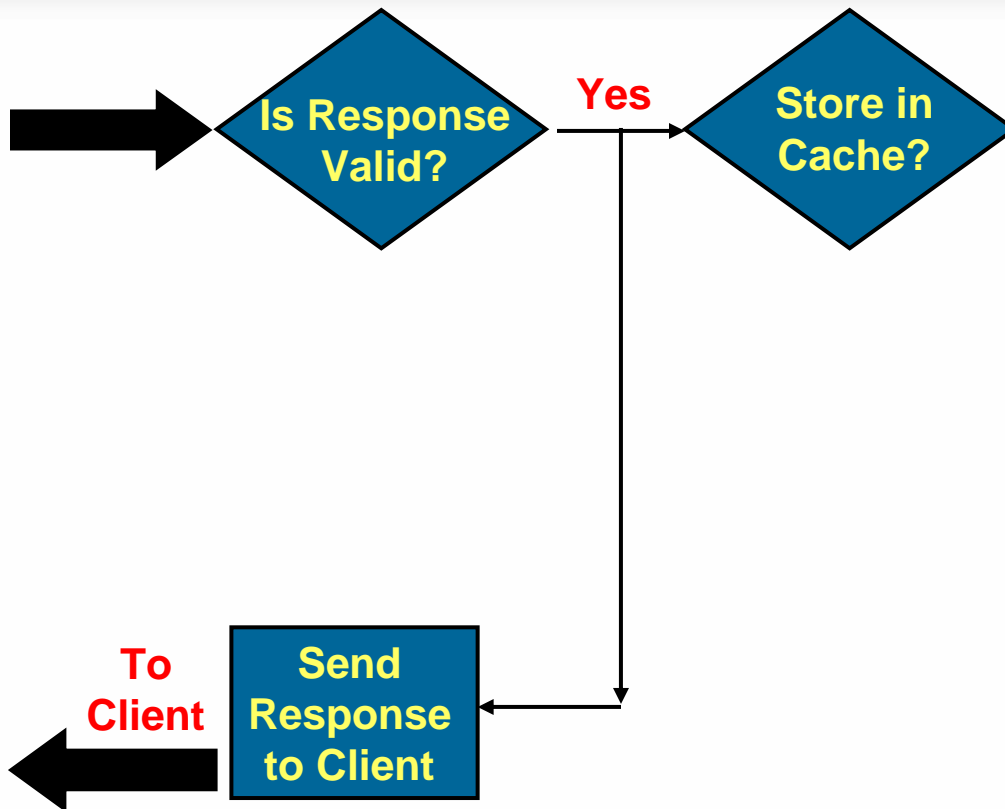 Is Response
Valid?
Yes
Store in
Cache?
To
Client
Send
Response
to Client